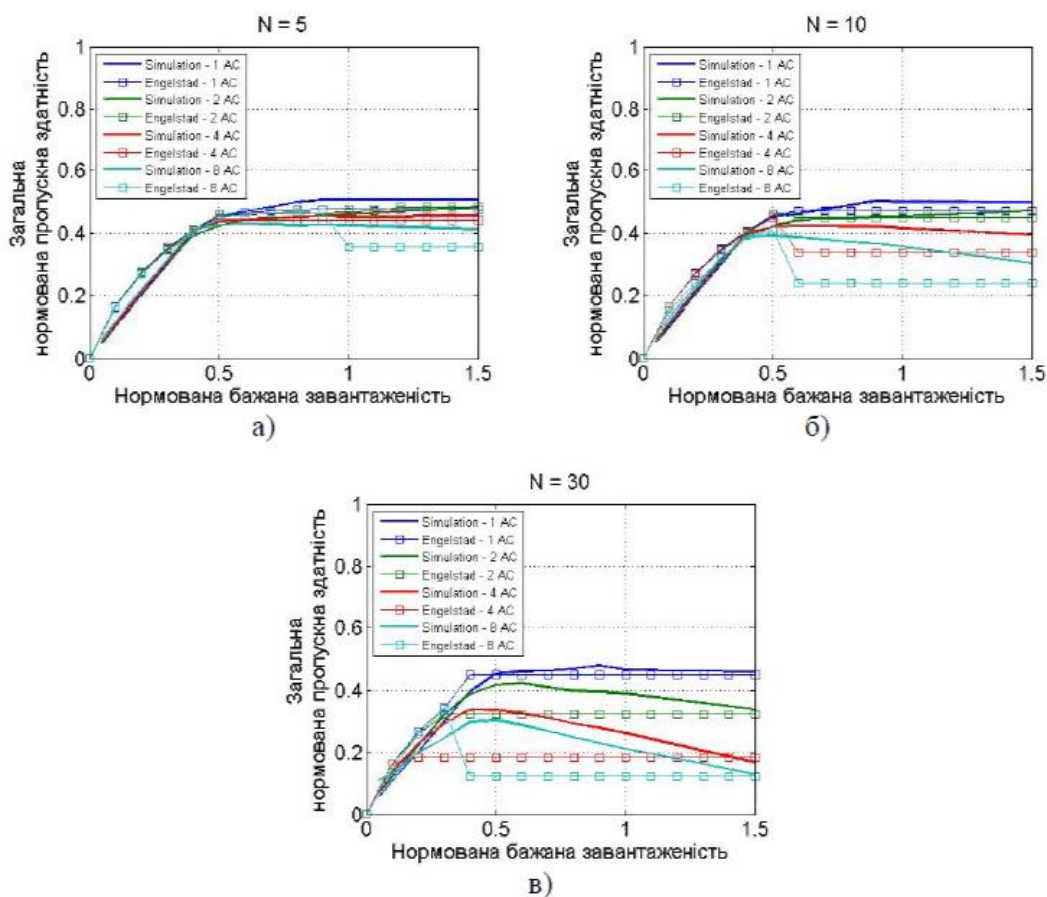 N = 5
Загальна
нормована пропускна здатність
1
0.8
0.6
0.4
0.2
0
Simulation - 1 AC
Engelstad - 1 AC
Simulation - 2 AC
Engelstad - 2 AC
Simulation - 4 AC
Engelstad - 4 AC
Simulation - 8 AC
Engelstad - 8 AC
0 0.5 1 1.5
Нормована бажана завантаженість
а)
N = 10
Загальна
нормована пропускна здатність
1
0.8
0.6
0.4
0.2
0
Simulation - 1 AC
Engelstad - 1 AC
Simulation - 2 AC
Engelstad - 2 AC
Simulation - 4 AC
Engelstad - 4 AC
Simulation - 8 AC
Engelstad - 8 AC
0 0.5 1 1.5
Нормована бажана завантаженість
б)
N = 30
Загальна
нормована пропускна здатність
1
0.8
0.6
0.4
0.2
0
Simulation - 1 AC
Engelstad - 1 AC
Simulation - 2 AC
Engelstad - 2 AC
Simulation - 4 AC
Engelstad - 4 AC
Simulation - 8 AC
Engelstad - 8 AC
0 0.5 1 1.5
Нормована бажана завантаженість
в)